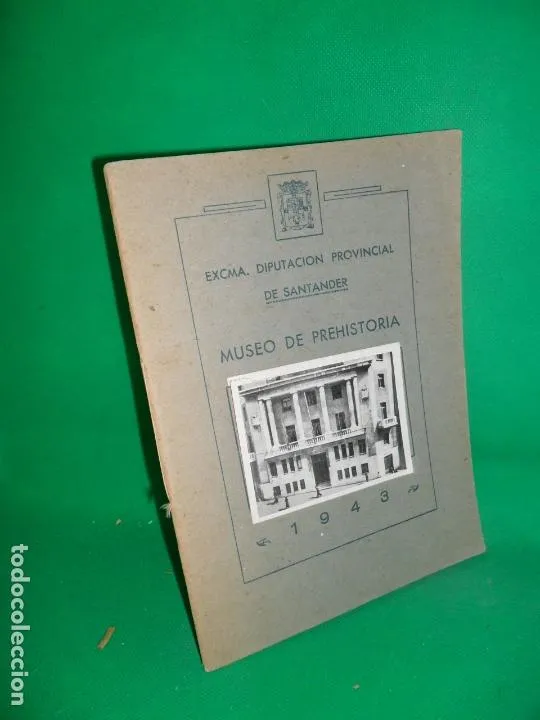 EXCMA. DIPUTACION PROVINCIAL
DE SANTANDER
MUSEO DE PREHISTORIA
1943
todocoleccion